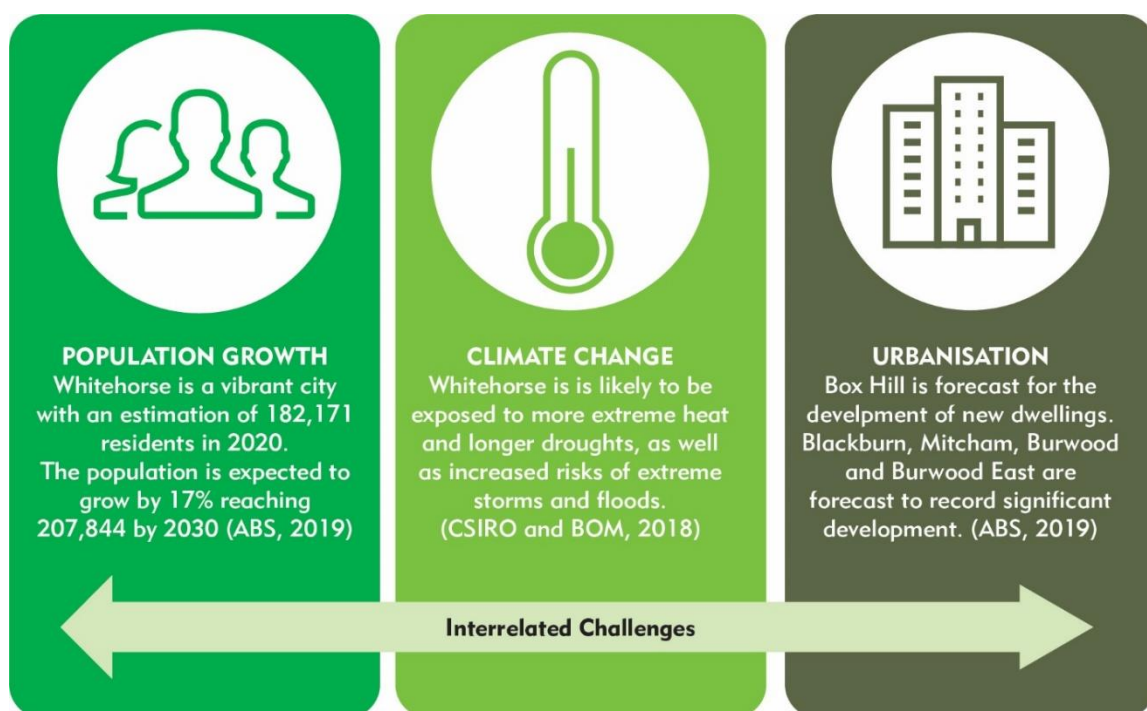 POPULATION GROWTH
Whitehorse is a vibrant city
with an estimation of 182,171
residents in 2020.
The population is expected to
grow by 17% reaching
207,844 by 2030 (ABS, 2019)
CLIMATE CHANGE
Whitehorse is is likely to be
exposed to more extreme heat
and longer droughts, as well
as increased risks of extreme
storms and floods.
(CSIRO and BOM, 2018)
URBANISATION
Box Hill is forecast for the
develpment of new dwellings.
Blackburn, Mitcham, Burwood
and Burwood East are
forecast to record significant
development. (ABS, 2019)
Interrelated Challenges